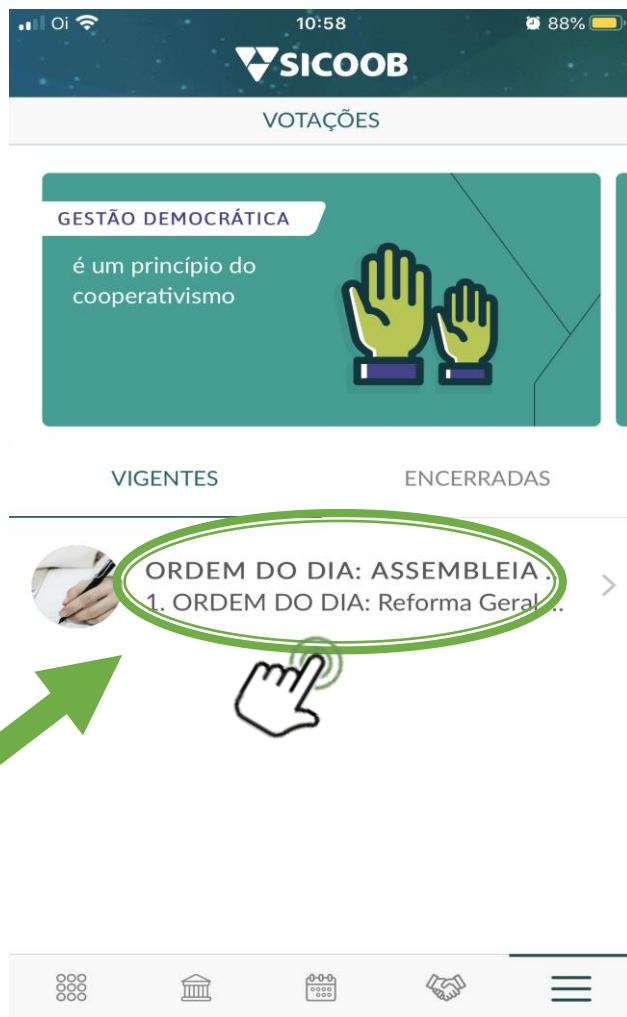 Oi 10:58 88%
SICOOB
VOTAÇÕES
GESTÃO DEMOCRÁTICA
é um princípio do
cooperativismo
VIGENTES ENCERRADAS
ORDEM DO DIA: ASSEMBLEIA ...
1. ORDEM DO DIA: Reforma Geral ...